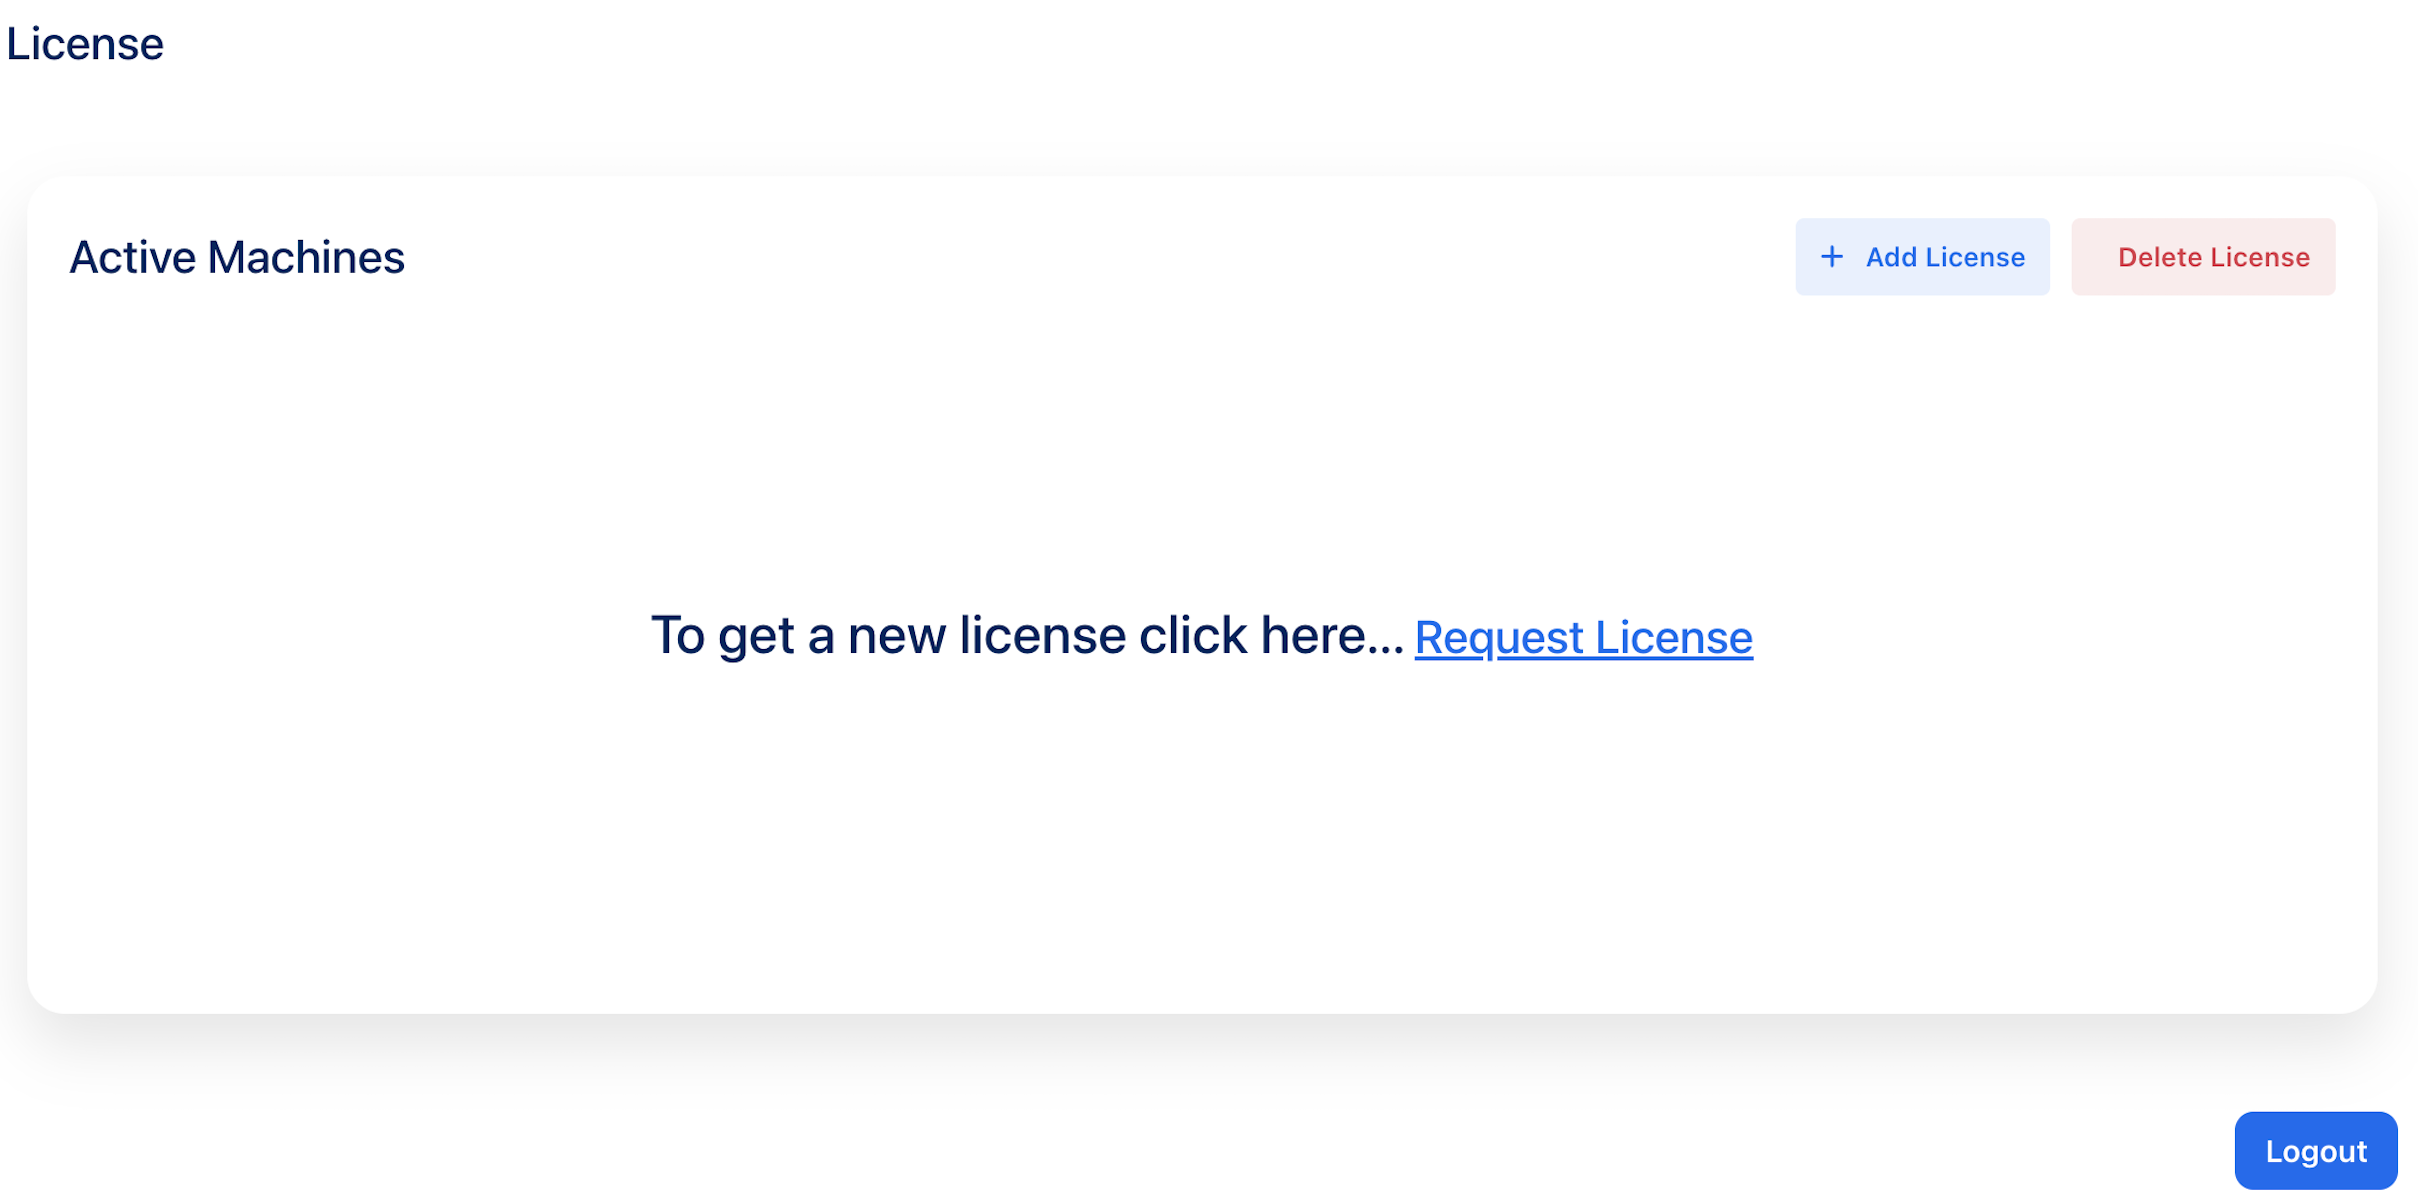 License
Active Machines
+ Add License
Delete License
To get a new license click here... Request License
Logout